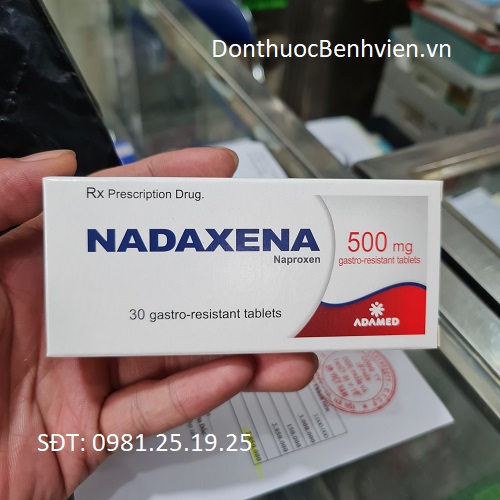 DonthuocBenhvien.vn
Rx Prescription Drug.
NADAXENA
Naproxen
500 mg
gastro-resistant tablets
30 gastro-resistant tablets
ADAMED
SĐT: 0981.25.19.25